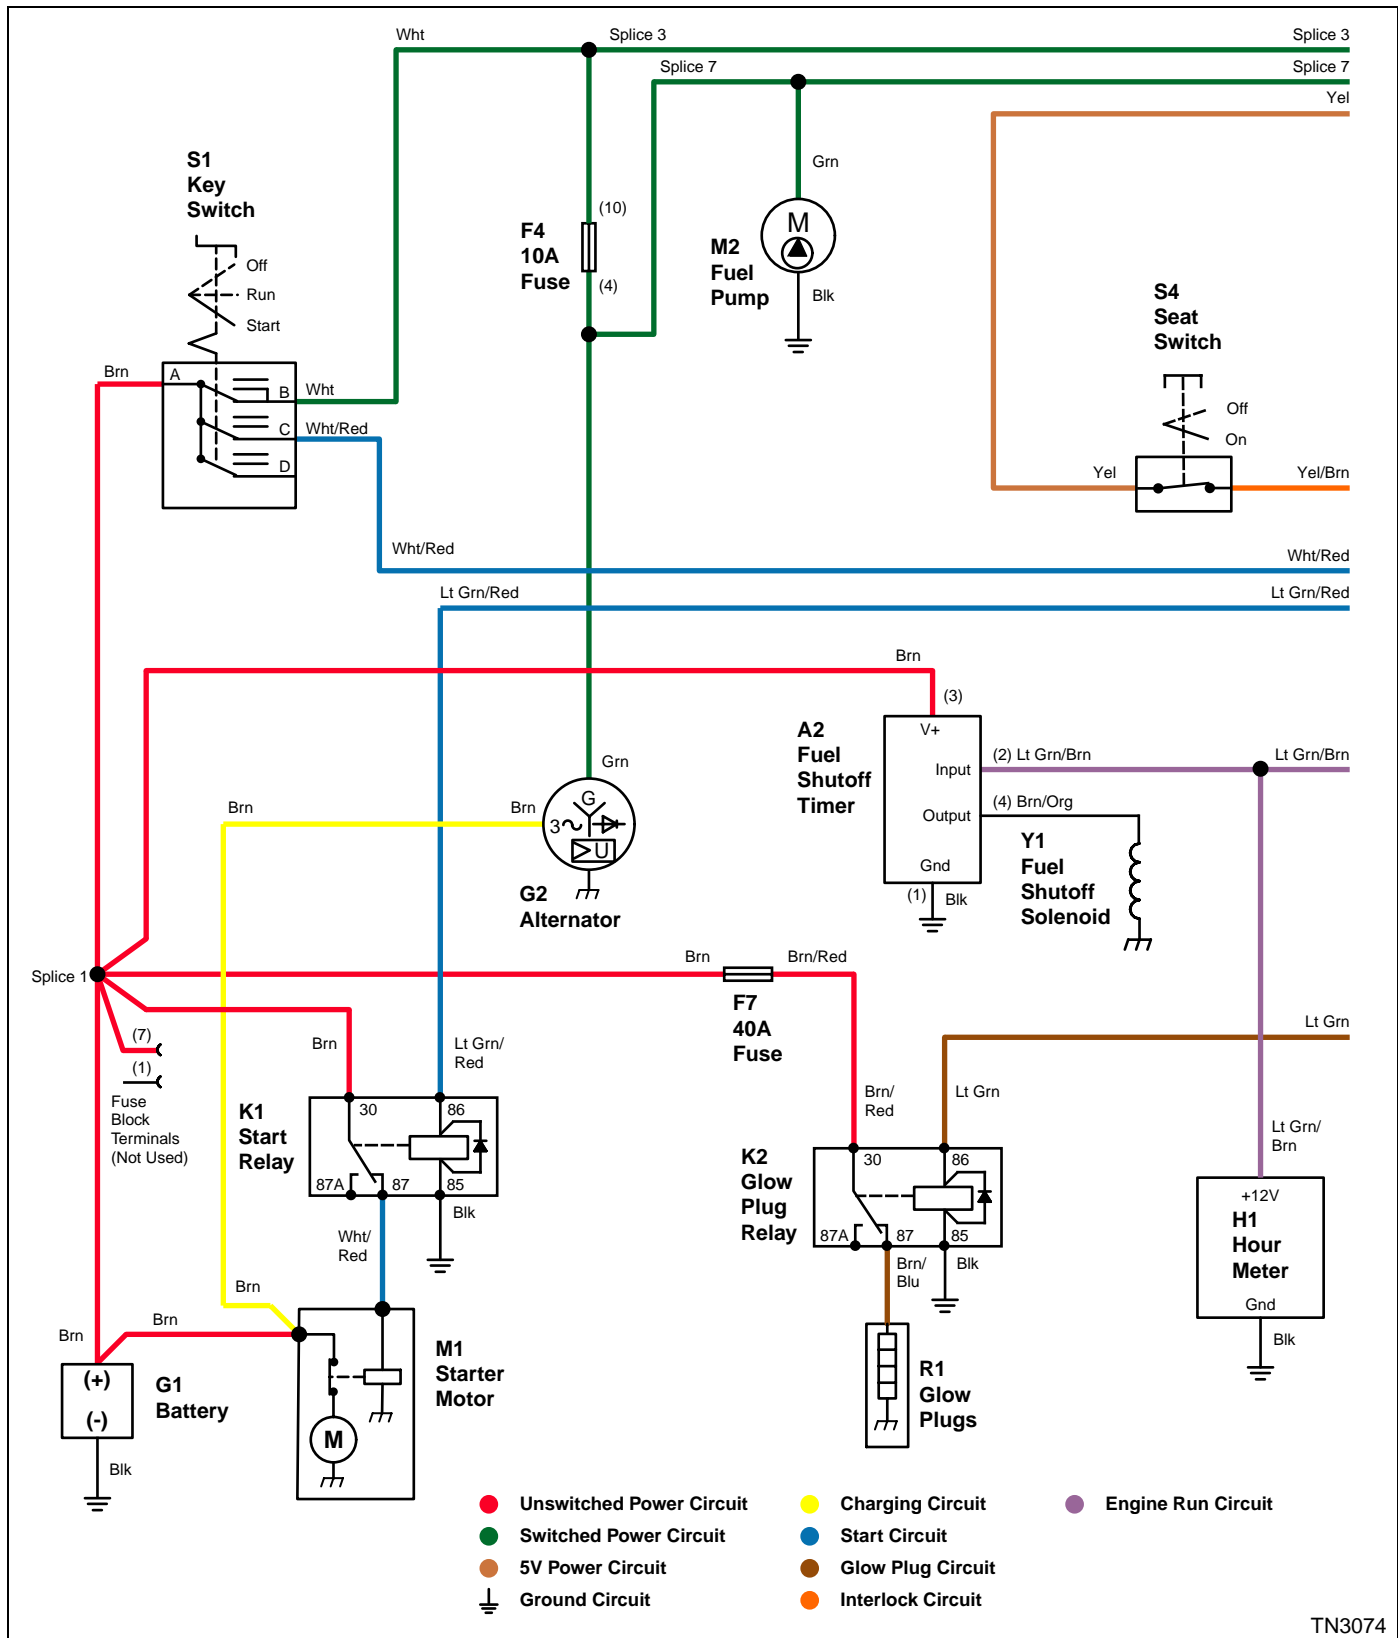 Wht
Splice 3
Splice 3
Splice 7
Splice 7
Yel
S1
Key
Switch
Off
Run
Start
Grn
(10)
F4
10A
Fuse
(4)
M
M2
Fuel
Pump
Blk
S4
Seat
Switch
Off
On
Brn
A
B
Wht
C
Wht/Red
D
Yel
Yel/Brn
Wht/Red
Wht/Red
Lt Grn/Red
Lt Grn/Red
Brn
(3)
A2
Fuel
Shutoff
Timer
V+
Input
(2) Lt Grn/Brn
Lt Grn/Brn
Output
(4) Brn/Org
Gnd
(1)
Blk
Y1
Fuel
Shutoff
Solenoid
Grn
Brn
Brn
G
3
U
G2
Alternator
Splice 1
Brn
Brn/Red
F7
40A
Fuse
(7)
(1)
Fuse
Block
Terminals
(Not Used)
Brn
Lt Grn/
Red
Lt Grn
K1
Start
Relay
30
86
87A
87
85
Blk
Wht/
Red
Brn/
Red
Lt Grn
K2
Glow
Plug
Relay
30
86
87A
87
85
Brn/
Blu
Blk
Lt Grn/
Brn
+12V
H1
Hour
Meter
Gnd
Blk
Brn
Brn
Brn
(+)
(-)
G1
Battery
Blk
M
M1
Starter
Motor
R1
Glow
Plugs
Unswitched Power Circuit
Charging Circuit
Engine Run Circuit
Switched Power Circuit
Start Circuit
5V Power Circuit
Glow Plug Circuit
Ground Circuit
Interlock Circuit
TN3074